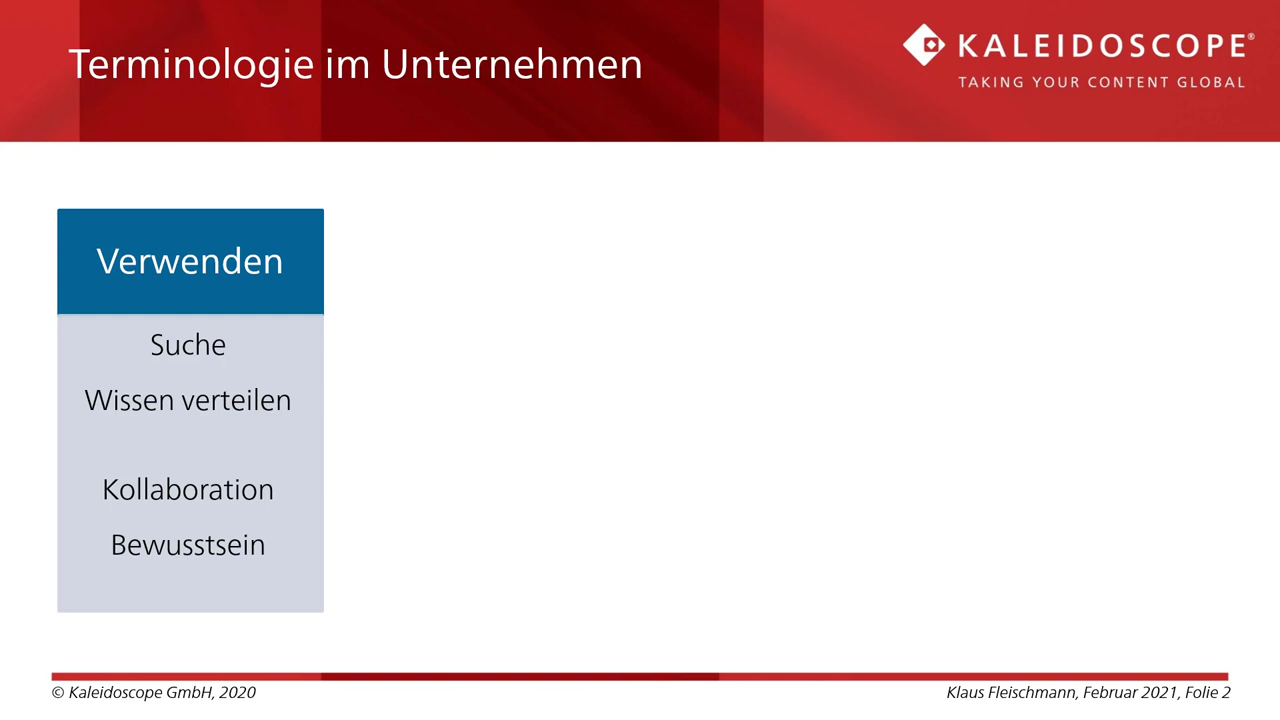 Terminologie im Unternehmen
KALEIDOSCOPE®
TAKING YOUR CONTENT GLOBAL
Verwenden
Suche
Wissen verteilen
Kollaboration
Bewusstsein
© Kaleidoscope GmbH, 2020
Klaus Fleischmann, Februar 2021, Folie 2